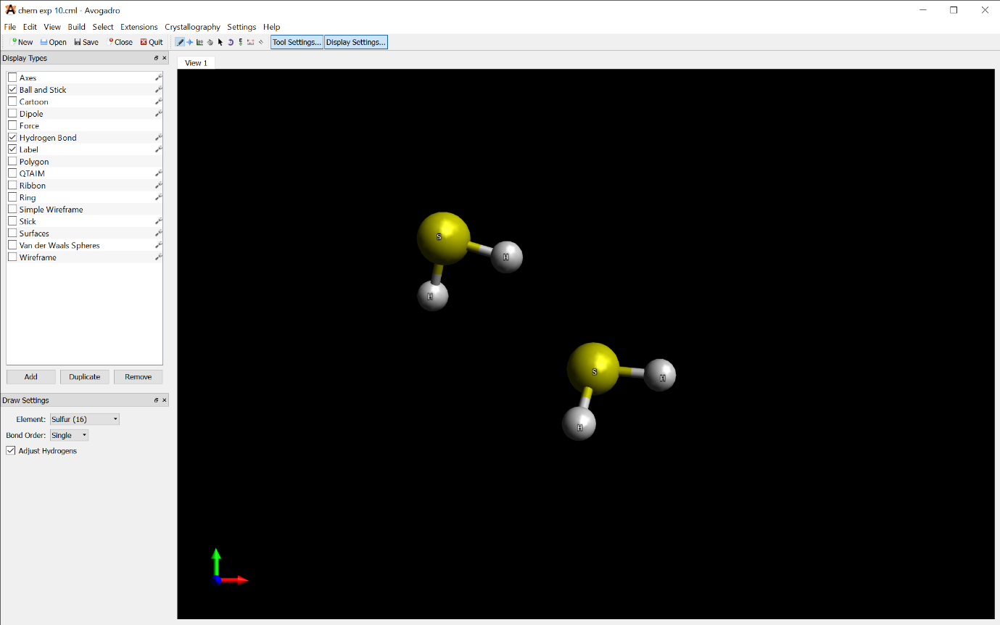 chem exp 10.cml - Avogadro
File Edit View Build Select Extensions Crystallography Settings Help
New Open Save Close Quit Tool Settings... Display Settings...
Display Types
View 1
Axes
Ball and Stick
Cartoon
Dipole
Force
Hydrogen Bond
Label
Polygon
QTAIM
Ribbon
Ring
Simple Wireframe
Stick
Surfaces
Van der Waals Spheres
Wireframe
S
H
H
S
H
H
Add Duplicate Remove
Draw Settings
Element: Sulfur (16)
Bond Order: Single
Adjust Hydrogens